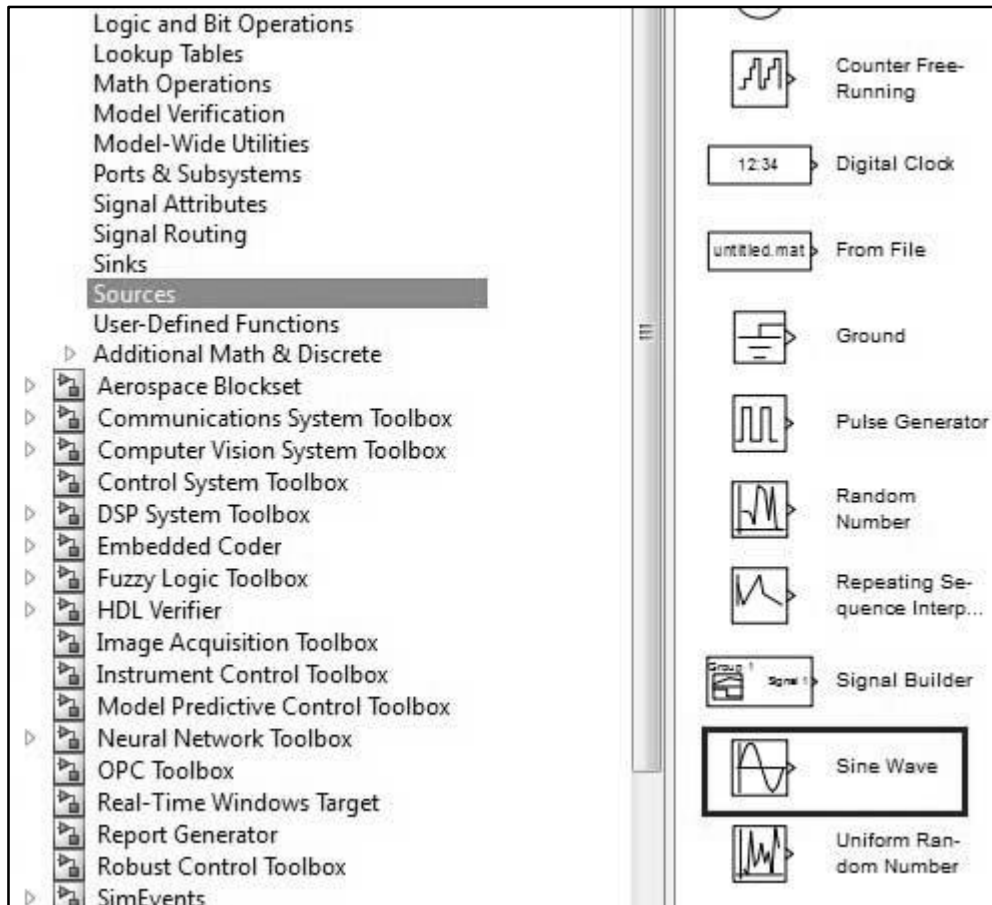 Logic and Bit Operations
Lookup Tables
Math Operations
Model Verification
Model-Wide Utilities
Ports & Subsystems
Signal Attributes
Signal Routing
Sinks
Sources
User-Defined Functions
Additional Math & Discrete
Aerospace Blockset
Communications System Toolbox
Computer Vision System Toolbox
Control System Toolbox
DSP System Toolbox
Embedded Coder
Fuzzy Logic Toolbox
HDL Verifier
Image Acquisition Toolbox
Instrument Control Toolbox
Model Predictive Control Toolbox
Neural Network Toolbox
OPC Toolbox
Real-Time Windows Target
Report Generator
Robust Control Toolbox
SimEvents
Counter Free-
Running
12:34
Digital Clock
untitled.mat
From File
Ground
Pulse Generator
Random
Number
Repeating Se-
quence Interp...
Group 1
Signal 1
Signal Builder
Sine Wave
Uniform Ran-
dom Number